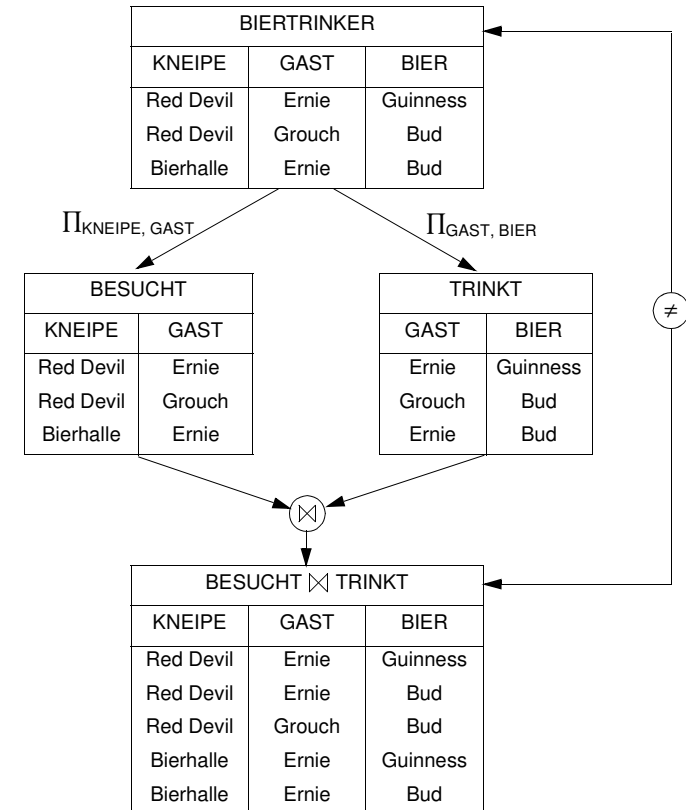 BIERTRINKER
KNEIPE GAST BIER
Red Devil Ernie Guinness
Red Devil Grouch Bud
Bierhalle Ernie Bud
ΠKNEIPE, GAST
ΠGAST, BIER
BESUCHT
KNEIPE GAST
Red Devil Ernie
Red Devil Grouch
Bierhalle Ernie
TRINKT
GAST BIER
Ernie Guinness
Grouch Bud
Ernie Bud
≠
⋈
BESUCHT ⋈ TRINKT
KNEIPE GAST BIER
Red Devil Ernie Guinness
Red Devil Ernie Bud
Red Devil Grouch Bud
Bierhalle Ernie Guinness
Bierhalle Ernie Bud